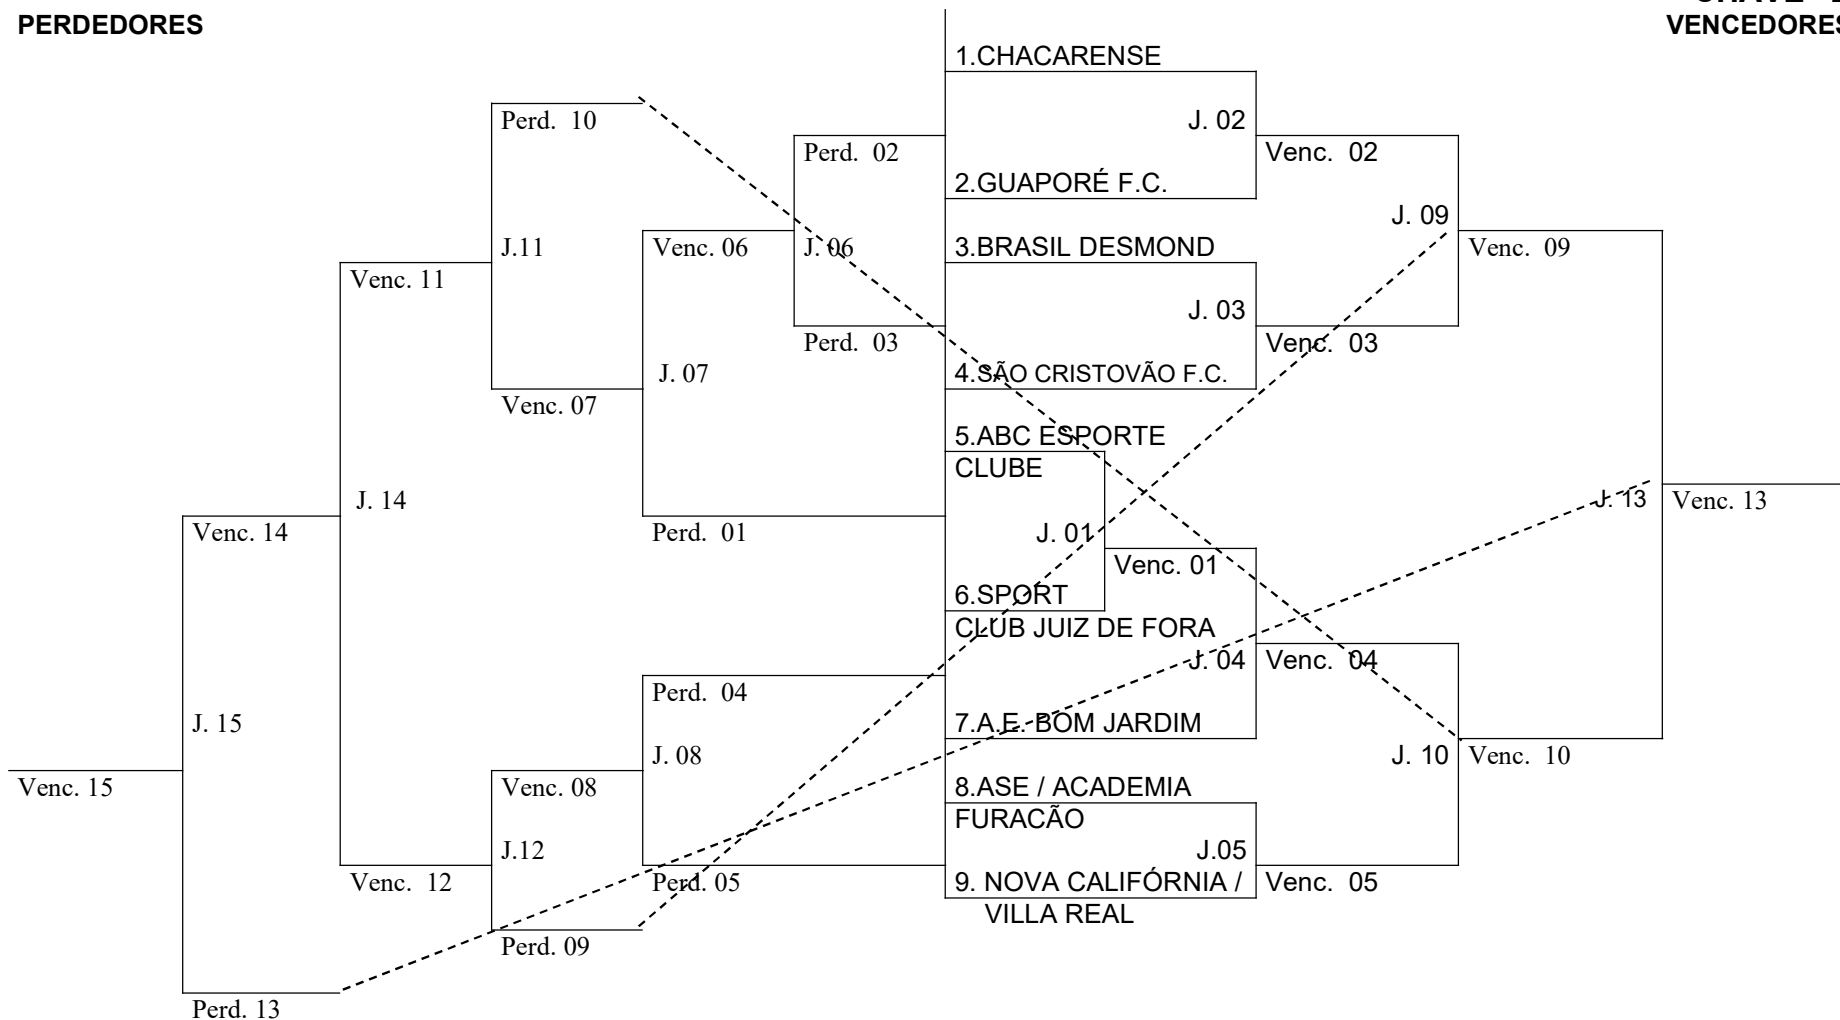 PERDEDORES
VENCEDORES
1.CHACARENSE
J. 02
Perd. 10
Perd. 02
Venc. 02
2.GUAPORÉ F.C.
J. 09
J.11
Venc. 06
J. 06
3.BRASIL DESMOND
Venc. 09
Venc. 11
J. 03
Perd. 03
Venc. 03
J. 07
4.SÃO CRISTOVÃO F.C.
Venc. 07
5.ABC ESPORTE
CLUBE
J. 14
J. 13
Venc. 13
Venc. 14
Perd. 01
J. 01
Venc. 01
6.SPORT
CLUB JUIZ DE FORA
J. 04
Venc. 04
Perd. 04
J. 15
7.A.E. BOM JARDIM
J. 08
J. 10
Venc. 10
Venc. 15
Venc. 08
8.ASE / ACADEMIA
FURACÃO
J.12
J.05
Venc. 12
Perd. 05
9. NOVA CALIFÓRNIA /
VILLA REAL
Venc. 05
Perd. 09
Perd. 13